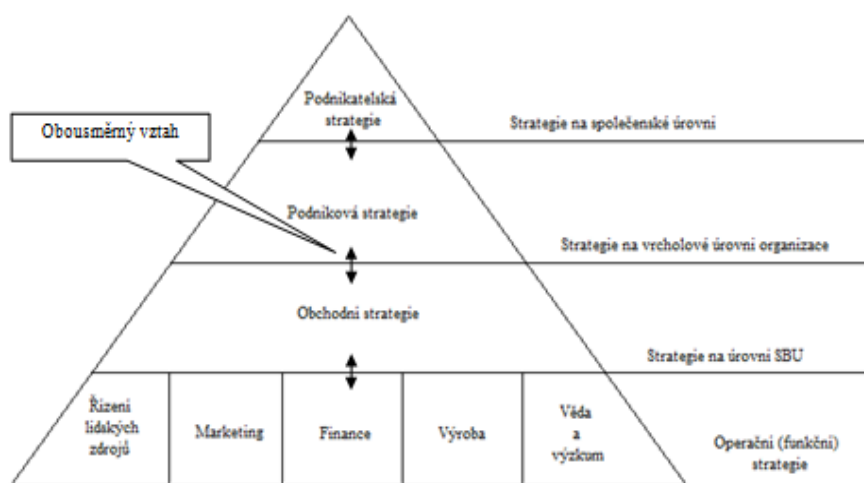 Podnikatelská
strategie
Strategie na společenské úrovni
Obousměrný vztah
Podniková strategie
Strategie na vrcholové úrovni organizace
Obchodní strategie
Strategie na úrovni SBU
Řízení
lidských
zdrojů
Marketing
Finance
Výroba
Věda
a
výzkum
Operační (funkční)
strategie